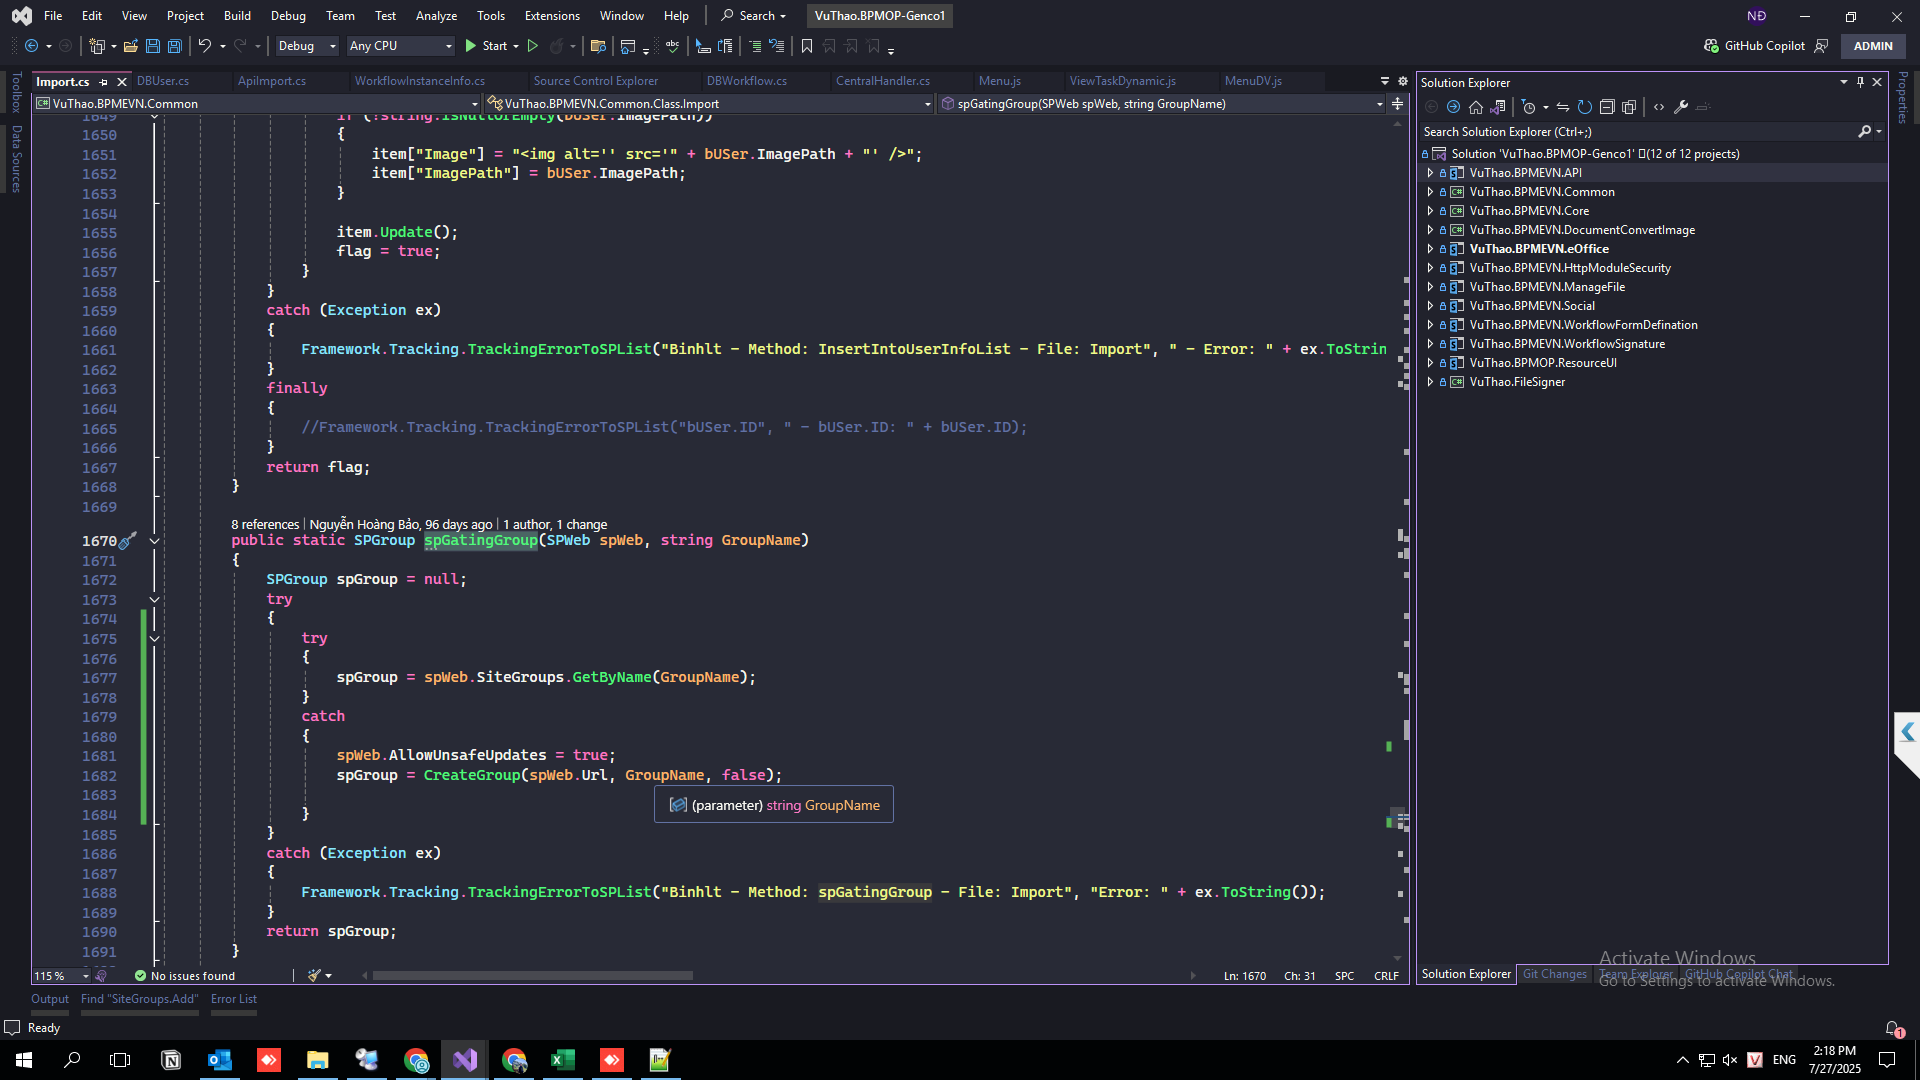 File Edit View Project Build Debug Team Test Analyze Tools Extensions Window Help Search VuThao.BPMOP-Genco1 NĐ
Debug Any CPU Start GitHub Copilot ADMIN
Import.cs DBUser.cs ApiImport.cs WorkflowInstanceInfo.cs Source Control Explorer DBWorkflow.cs CentralHandler.cs Menu.js ViewTaskDynamic.js MenuDV.js
VuThao.BPMEVN.Common VuThao.BPMEVN.Common.Class.Import spGatingGroup(SPWeb spWeb, string GroupName)
Toolbox
Data Sources
1649 if (!string.IsNullOrEmpty(bUSer.ImagePath))
1650 {
1651 item["Image"] = "<img alt='' src='" + bUSer.ImagePath + "' />";
1652 item["ImagePath"] = bUSer.ImagePath;
1653 }
1654
1655 item.Update();
1656 flag = true;
1657 }
1658 }
1659 catch (Exception ex)
1660 {
1661 Framework.Tracking.TrackingErrorToSPList("Binhlt - Method: InsertIntoUserInfoList - File: Import", " - Error: " + ex.ToStrin
1662 }
1663 finally
1664 {
1665 //Framework.Tracking.TrackingErrorToSPList("bUSer.ID", " - bUSer.ID: " + bUSer.ID);
1666 }
1667 return flag;
1668 }
1669
8 references | Nguyễn Hoàng Bảo, 96 days ago | 1 author, 1 change
1670 public static SPGroup spGatingGroup(SPWeb spWeb, string GroupName)
1671 {
1672 SPGroup spGroup = null;
1673 try
1674 {
1675 try
1676 {
1677 spGroup = spWeb.SiteGroups.GetByName(GroupName);
1678 }
1679 catch
1680 {
1681 spWeb.AllowUnsafeUpdates = true;
1682 spGroup = CreateGroup(spWeb.Url, GroupName, false);
1683
(parameter) string GroupName
1684 }
1685 }
1686 catch (Exception ex)
1687 {
1688 Framework.Tracking.TrackingErrorToSPList("Binhlt - Method: spGatingGroup - File: Import", "Error: " + ex.ToString());
1689 }
1690 return spGroup;
1691 }
115 % No issues found Ln: 1670 Ch: 31 SPC CRLF
Output Find "SiteGroups.Add" Error List
Ready
Solution Explorer
Search Solution Explorer (Ctrl+;)
Solution 'VuThao.BPMOP-Genco1' (12 of 12 projects)
VuThao.BPMEVN.API
VuThao.BPMEVN.Common
VuThao.BPMEVN.Core
VuThao.BPMEVN.DocumentConvertImage
VuThao.BPMEVN.eOffice
VuThao.BPMEVN.HttpModuleSecurity
VuThao.BPMEVN.ManageFile
VuThao.BPMEVN.Social
VuThao.BPMEVN.WorkflowFormDefination
VuThao.BPMEVN.WorkflowSignature
VuThao.BPMOP.ResourceUI
VuThao.FileSigner
Properties
Solution Explorer Git Changes Team Explorer GitHub Copilot Chat
Activate Windows
Go to Settings to activate Windows.
1
ENG
2:18 PM
7/27/2025